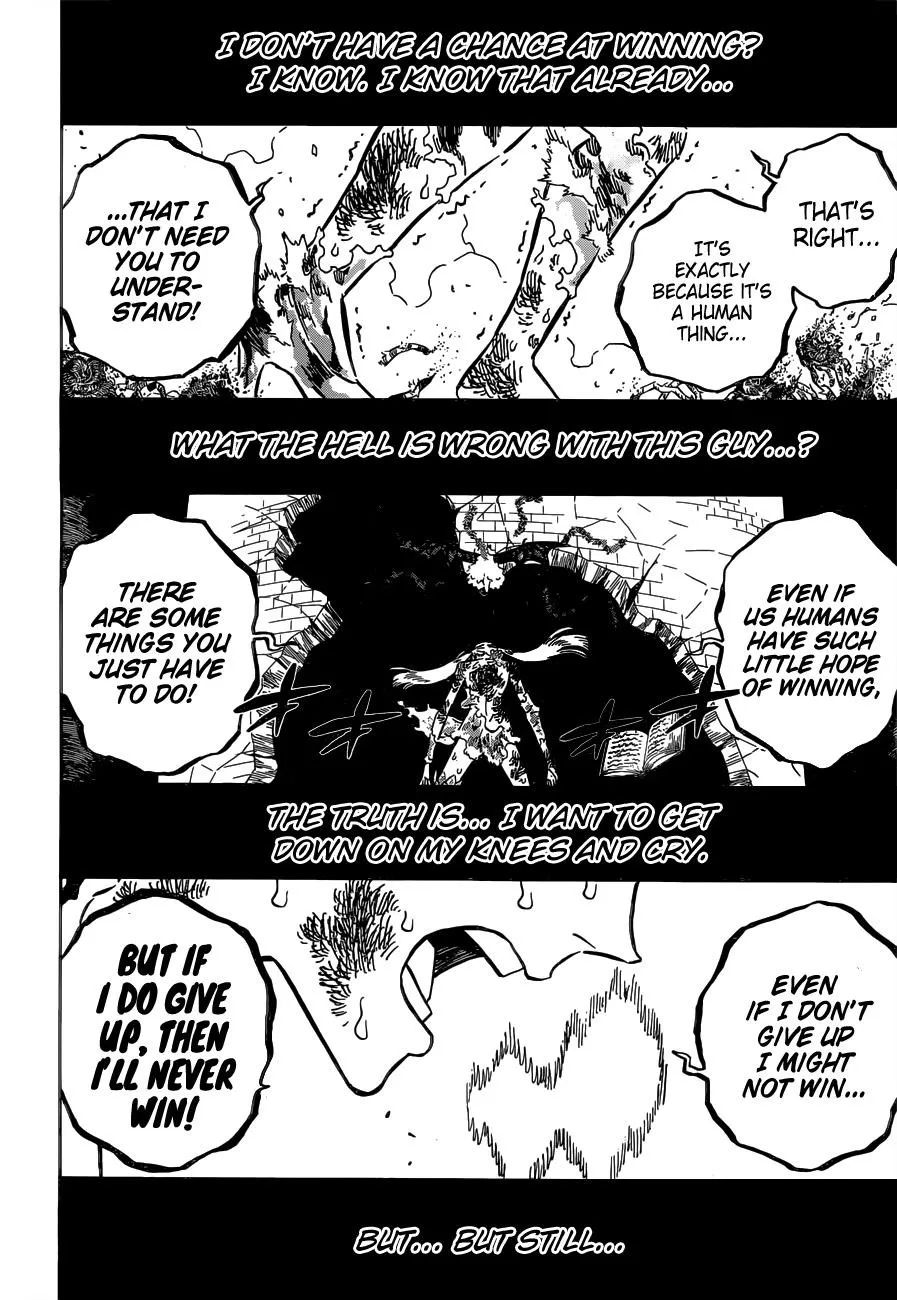 I DON'T HAVE A CHANCE AT WINNING?
I KNOW. I KNOW THAT ALREADY...
THAT'S
RIGHT...
IT'S
EXACTLY
BECAUSE IT'S
A HUMAN
THING...
...THAT I
DON'T NEED
YOU TO
UNDER-
STAND!
WHAT THE HELL IS WRONG WITH THIS GUY...?
EVEN IF
US HUMANS
HAVE SUCH
LITTLE HOPE
OF WINNING,
THERE
ARE SOME
THINGS YOU
JUST HAVE
TO DO!
THE TRUTH IS... I WANT TO GET
DOWN ON MY KNEES AND CRY.
EVEN
IF I DON'T
GIVE UP
I MIGHT
NOT WIN...
BUT IF
I DO GIVE
UP, THEN
I'LL NEVER
WIN!
BUT... BUT STILL...